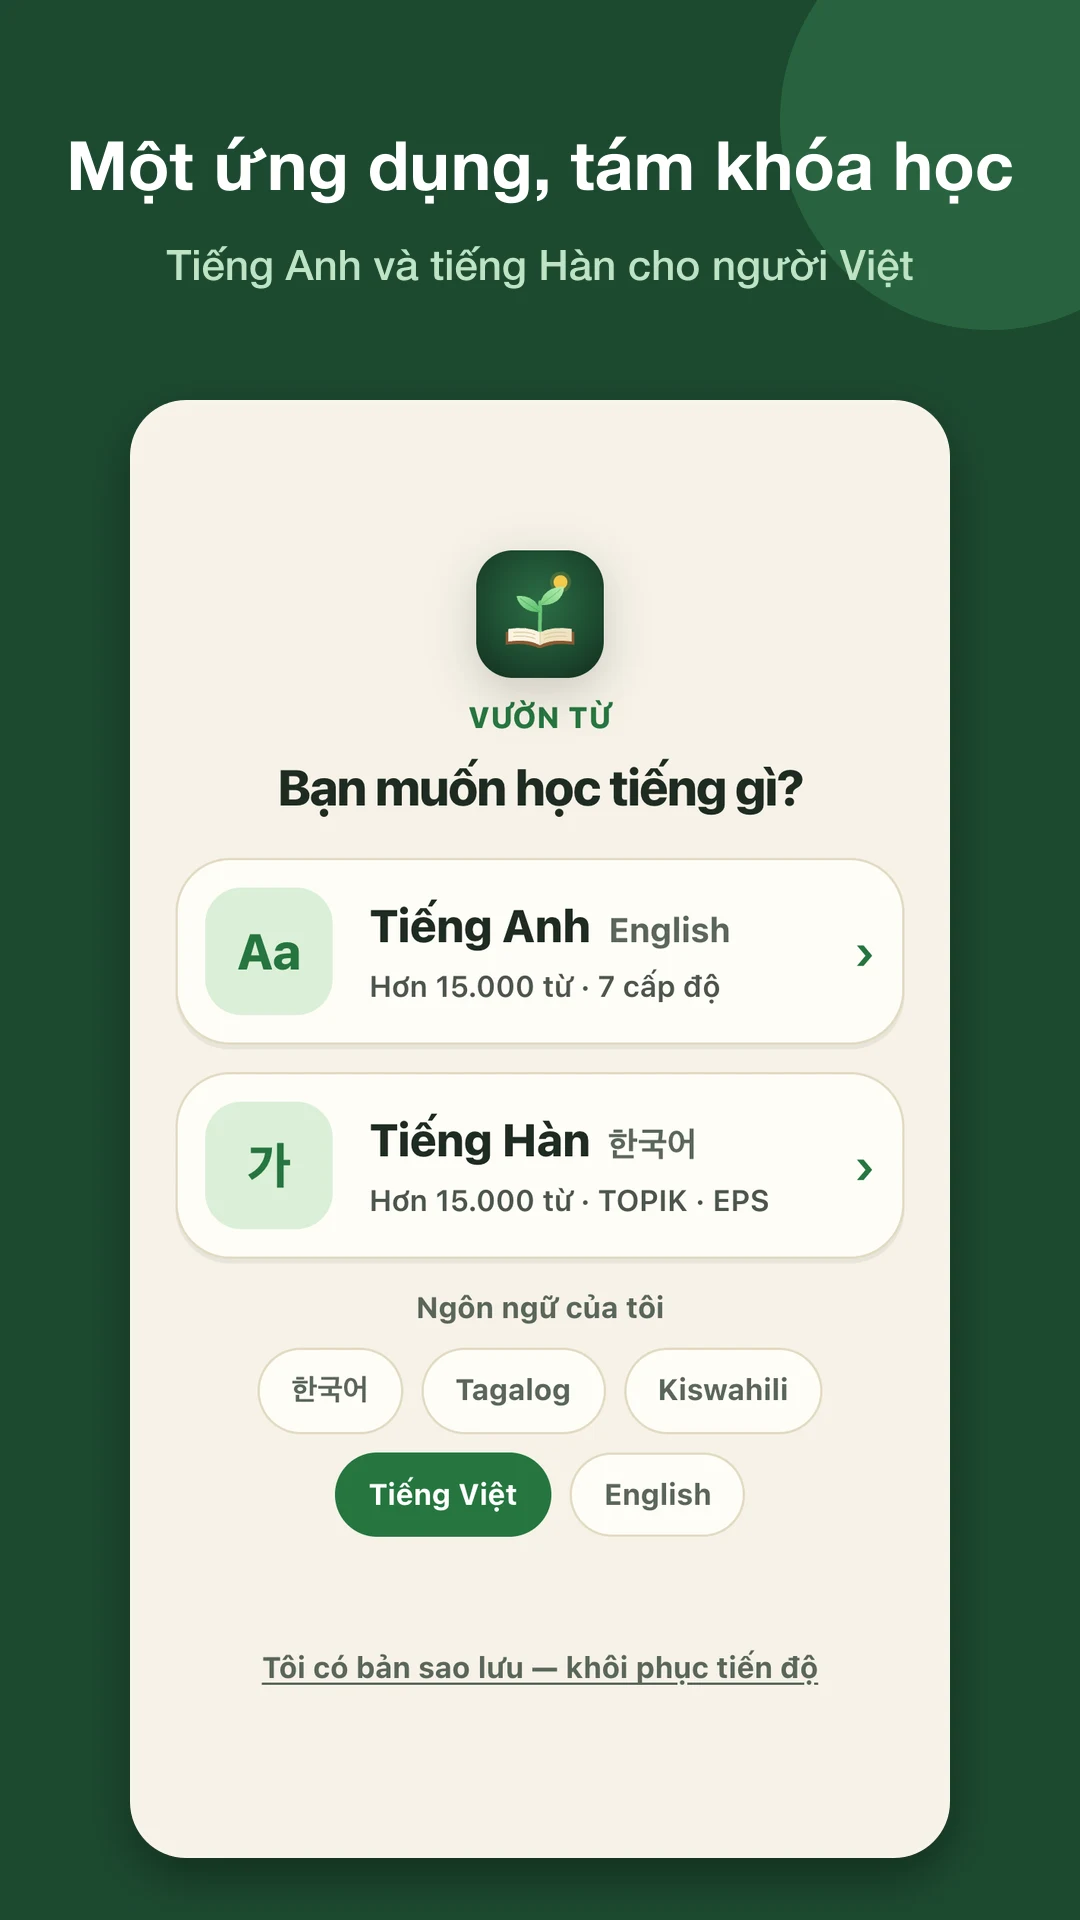 Một ứng dụng, tám khóa học
Tiếng Anh và tiếng Hàn cho người Việt
VƯỜN TỪ
Bạn muốn học tiếng gì?
Aa
Tiếng Anh English
Hơn 15.000 từ · 7 cấp độ
›
가
Tiếng Hàn 한국어
Hơn 15.000 từ · TOPIK · EPS
›
Ngôn ngữ của tôi
한국어 Tagalog Kiswahili
Tiếng Việt English
Tôi có bản sao lưu — khôi phục tiến độ